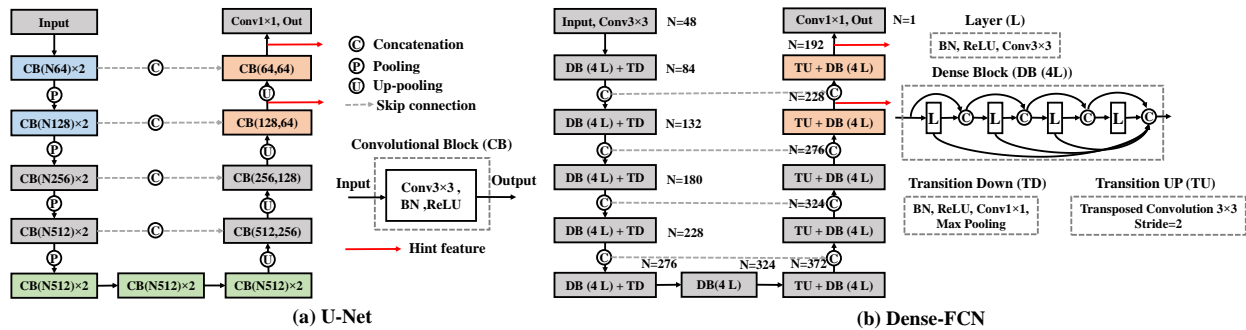 Input
CB(N64)×2
P
CB(N128)×2
P
CB(N256)×2
P
CB(N512)×2
P
CB(N512)×2
CB(N512)×2
CB(N512)×2
C
C
C
C
Conv1×1, Out
CB(64,64)
U
CB(128,64)
U
CB(256,128)
U
CB(512,256)
U
C Concatenation
P Pooling
U Up-pooling
Skip connection
Convolutional Block (CB)
Input
Conv3×3 ,
BN ,ReLU
Output
Hint feature
(a) U-Net
Input, Conv3×3
N=48
DB (4 L) + TD
N=84
C
DB (4 L) + TD
N=132
C
DB (4 L) + TD
N=180
C
DB (4 L) + TD
N=228
C
DB (4 L) + TD
N=276
DB(4 L)
N=324
Conv1×1, Out
N=1
N=192
TU + DB (4 L)
C
N=228
TU + DB (4 L)
C
N=276
TU + DB (4 L)
C
N=324
TU + DB (4 L)
C
N=372
TU + DB (4 L)
Layer (L)
BN, ReLU, Conv3×3
Dense Block (DB (4L))
L C L C L C L C
Transition Down (TD)
BN, ReLU, Conv1×1,
Max Pooling
Transition UP (TU)
Transposed Convolution 3×3
Stride=2
(b) Dense-FCN